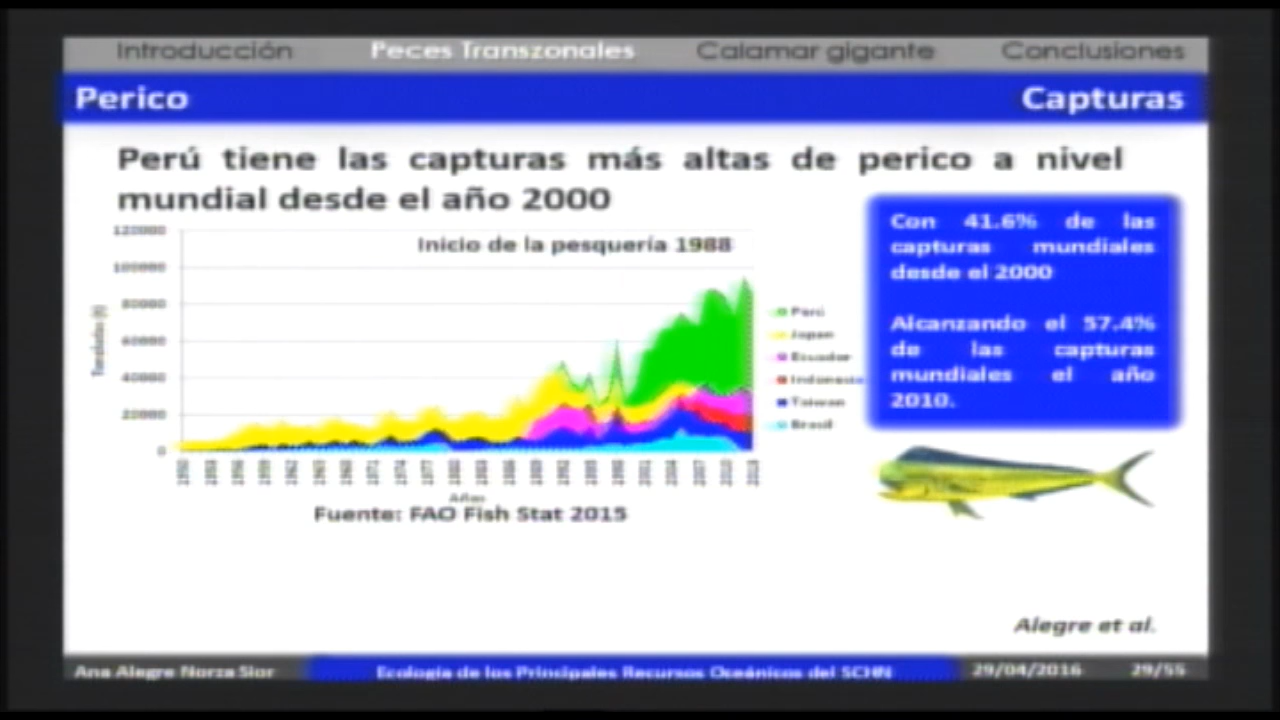 Introducción Peces Transzonales Calamar gigante Conclusiones
Perico Capturas
Perú tiene las capturas más altas de perico a nivel
mundial desde el año 2000
Inicio de la pesquería 1988
120000
100000
80000
60000
40000
20000
0
Toneladas (t)
Años
Perú
Japan
Ecuador
Indonesia
Taiwan
Brasil
Fuente: FAO Fish Stat 2015
Con 41.6% de las
capturas mundiales
desde el 2000
Alcanzando el 57.4%
de las capturas
mundiales el año
2010.
Alegre et al.
Ana Alegre Norza Sior Ecología de los Principales Recursos Oceánicos del SCHN 29/04/2016 29/55